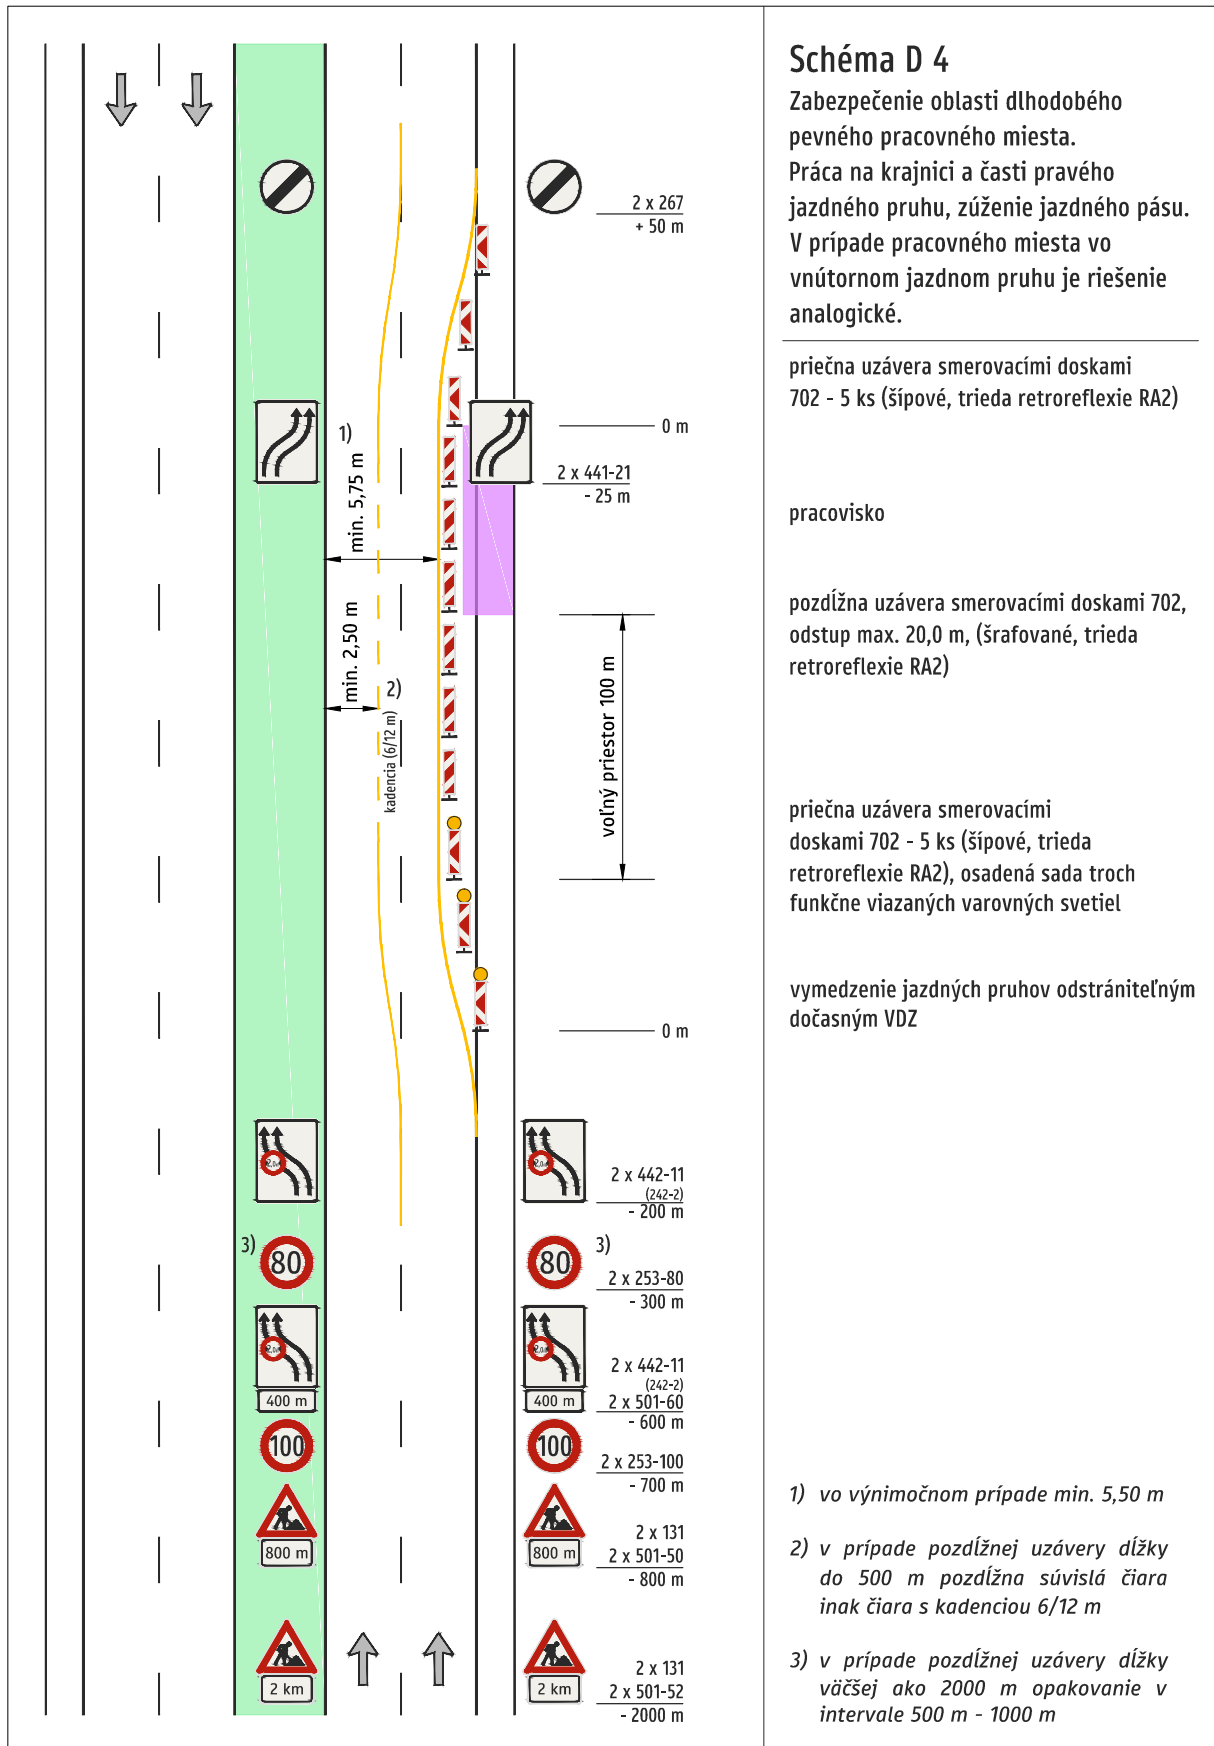 Schéma D 4
Zabezpečenie oblasti dlhodobého
pevného pracovného miesta.
Práca na krajnici a časti pravého
jazdného pruhu, zúženie jazdného pásu.
V prípade pracovného miesta vo
vnútornom jazdnom pruhu je riešenie
analogické.
priečna uzávera smerovacími doskami
702 - 5 ks (šípové, trieda retroreflexie RA2)
pracovisko
pozdĺžna uzávera smerovacími doskami 702,
odstup max. 20,0 m, (šrafované, trieda
retroreflexie RA2)
priečna uzávera smerovacími
doskami 702 - 5 ks (šípové, trieda
retroreflexie RA2), osadená sada troch
funkčne viazaných varovných svetiel
vymedzenie jazdných pruhov odstrániteľným
dočasným VDZ
1) vo výnimočnom prípade min. 5,50 m
2) v prípade pozdĺžnej uzávery dĺžky
do 500 m pozdĺžna súvislá čiara
inak čiara s kadenciou 6/12 m
3) v prípade pozdĺžnej uzávery dĺžky
väčšej ako 2000 m opakovanie v
intervale 500 m - 1000 m
2 x 267
+ 50 m
0 m
1)
min. 5,75 m
2 x 441-21
- 25 m
min. 2,50 m
2)
kadencia (6/12 m)
voľný priestor 100 m
0 m
2,0m
2,0m
2 x 442-11
(242-2)
- 200 m
3)
80
80
3)
2 x 253-80
- 300 m
2,0m
2,0m
400 m
400 m
2 x 442-11
(242-2)
2 x 501-60
- 600 m
100
100
2 x 253-100
- 700 m
800 m
800 m
2 x 131
2 x 501-50
- 800 m
2 km
2 km
2 x 131
2 x 501-52
- 2000 m